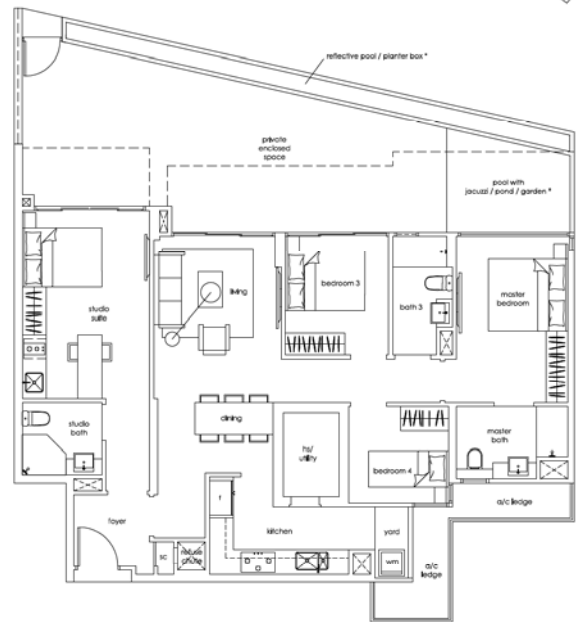 reflective pool / planter box *
private
enclosed
space
pool with
jacuzzi / pond / garden *
living
bedroom 3
bath 3
master
bedroom
studio
suite
studio
bath
dining
hs/
utility
master
bath
bedroom 4
a/c ledge
f
foyer
kitchen
yard
sc
refuse
chute
wm
a/c
ledge